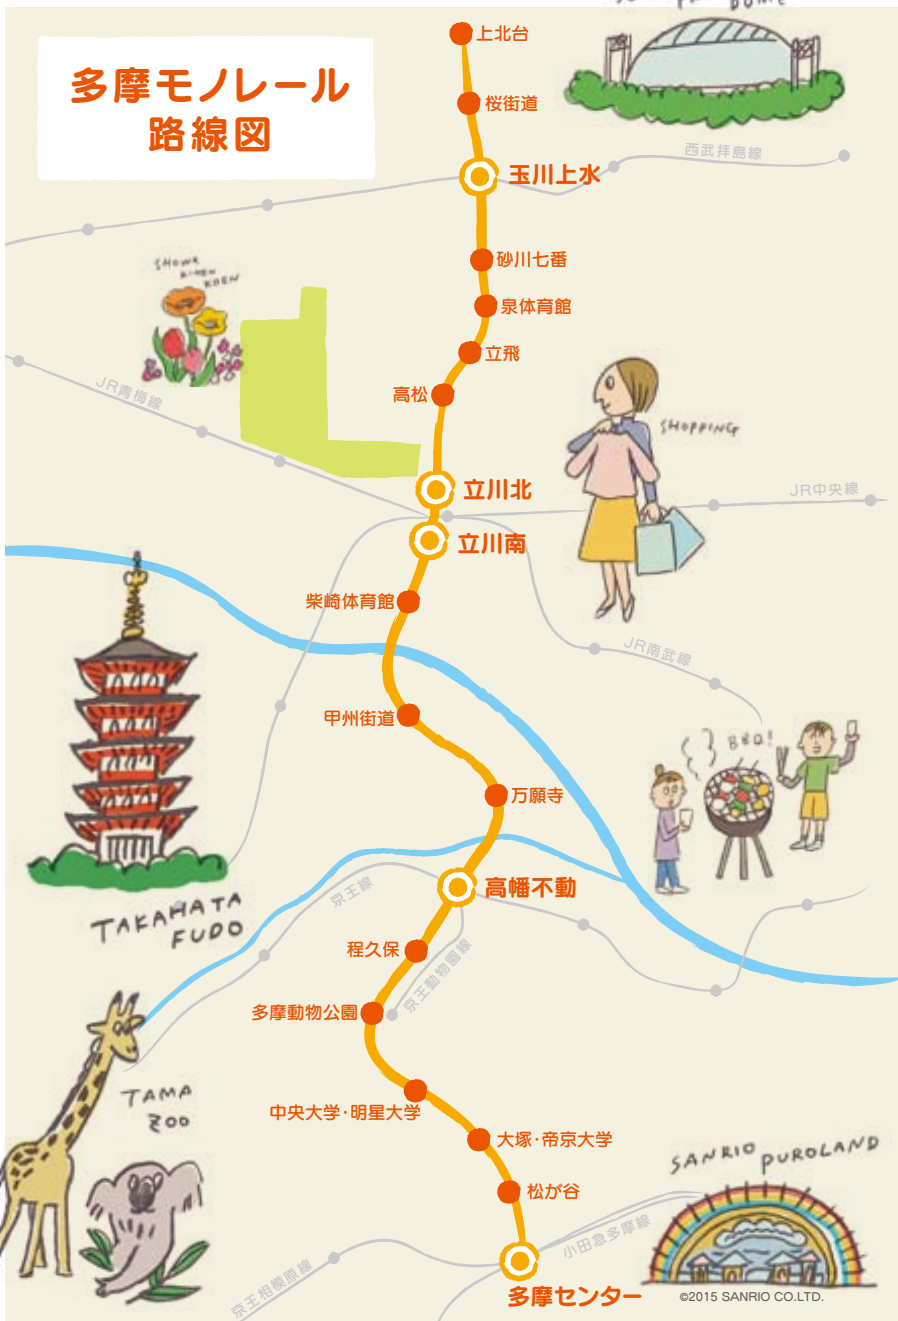 DOME
多摩モノレール
路線図
上北台
桜街道
玉川上水
西武拝島線
砂川七番
SHOWA
KINEN
KOEN
泉体育館
立飛
高松
JR青梅線
SHOPPING
立川北
JR中央線
立川南
柴崎体育館
JR南武線
甲州街道
BBQ!
万願寺
京王線
高幡不動
TAKAHATA
FUDO
程久保
京王動物園線
多摩動物公園
TAMA
ZOO
中央大学・明星大学
大塚・帝京大学
SANRIO PUROLAND
松が谷
小田急多摩線
京王相模原線
多摩センター
©2015 SANRIO CO.LTD.